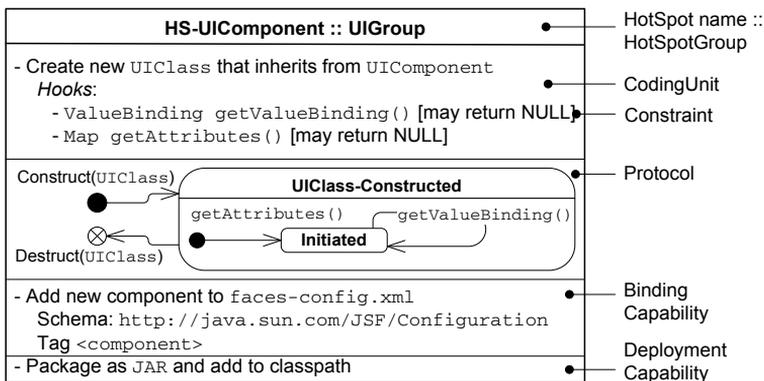 HS-UIComponent :: UIGroup
HotSpot name ::
HotSpotGroup
- Create new UIClass that inherits from UIComponent
Hooks:
- ValueBinding getValueBinding() [may return NULL]
- Map getAttributes() [may return NULL]
CodingUnit
Constraint
Construct(UIClass)
UIClass-Constructed
getAttributes()
getValueBinding()
Initiated
Destruct(UIClass)
Protocol
- Add new component to faces-config.xml
Schema: http://java.sun.com/JSF/Configuration
Tag <component>
Binding
Capability
- Package as JAR and add to classpath
Deployment
Capability